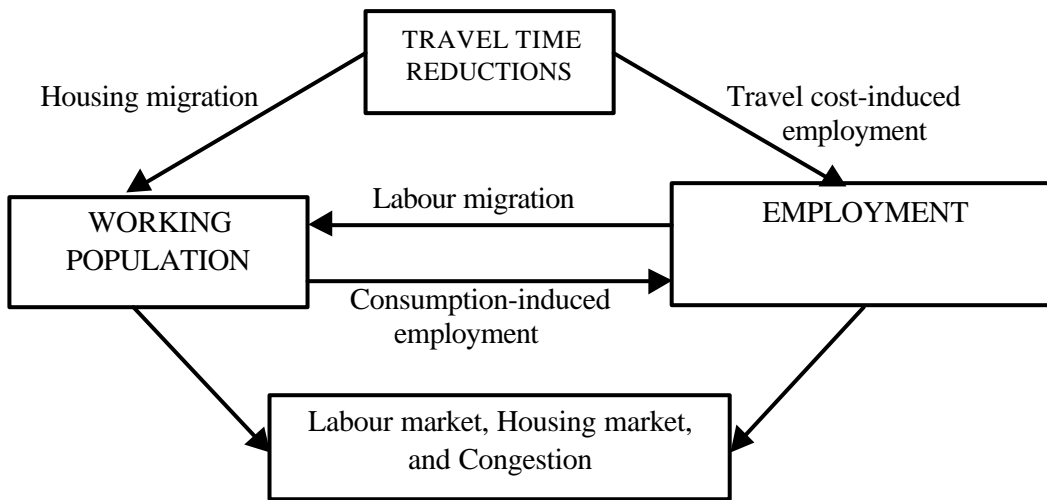 TRAVEL TIME
REDUCTIONS
Housing migration
Travel cost-induced
employment
WORKING
POPULATION
Labour migration
EMPLOYMENT
Consumption-induced
employment
Labour market, Housing market,
and Congestion